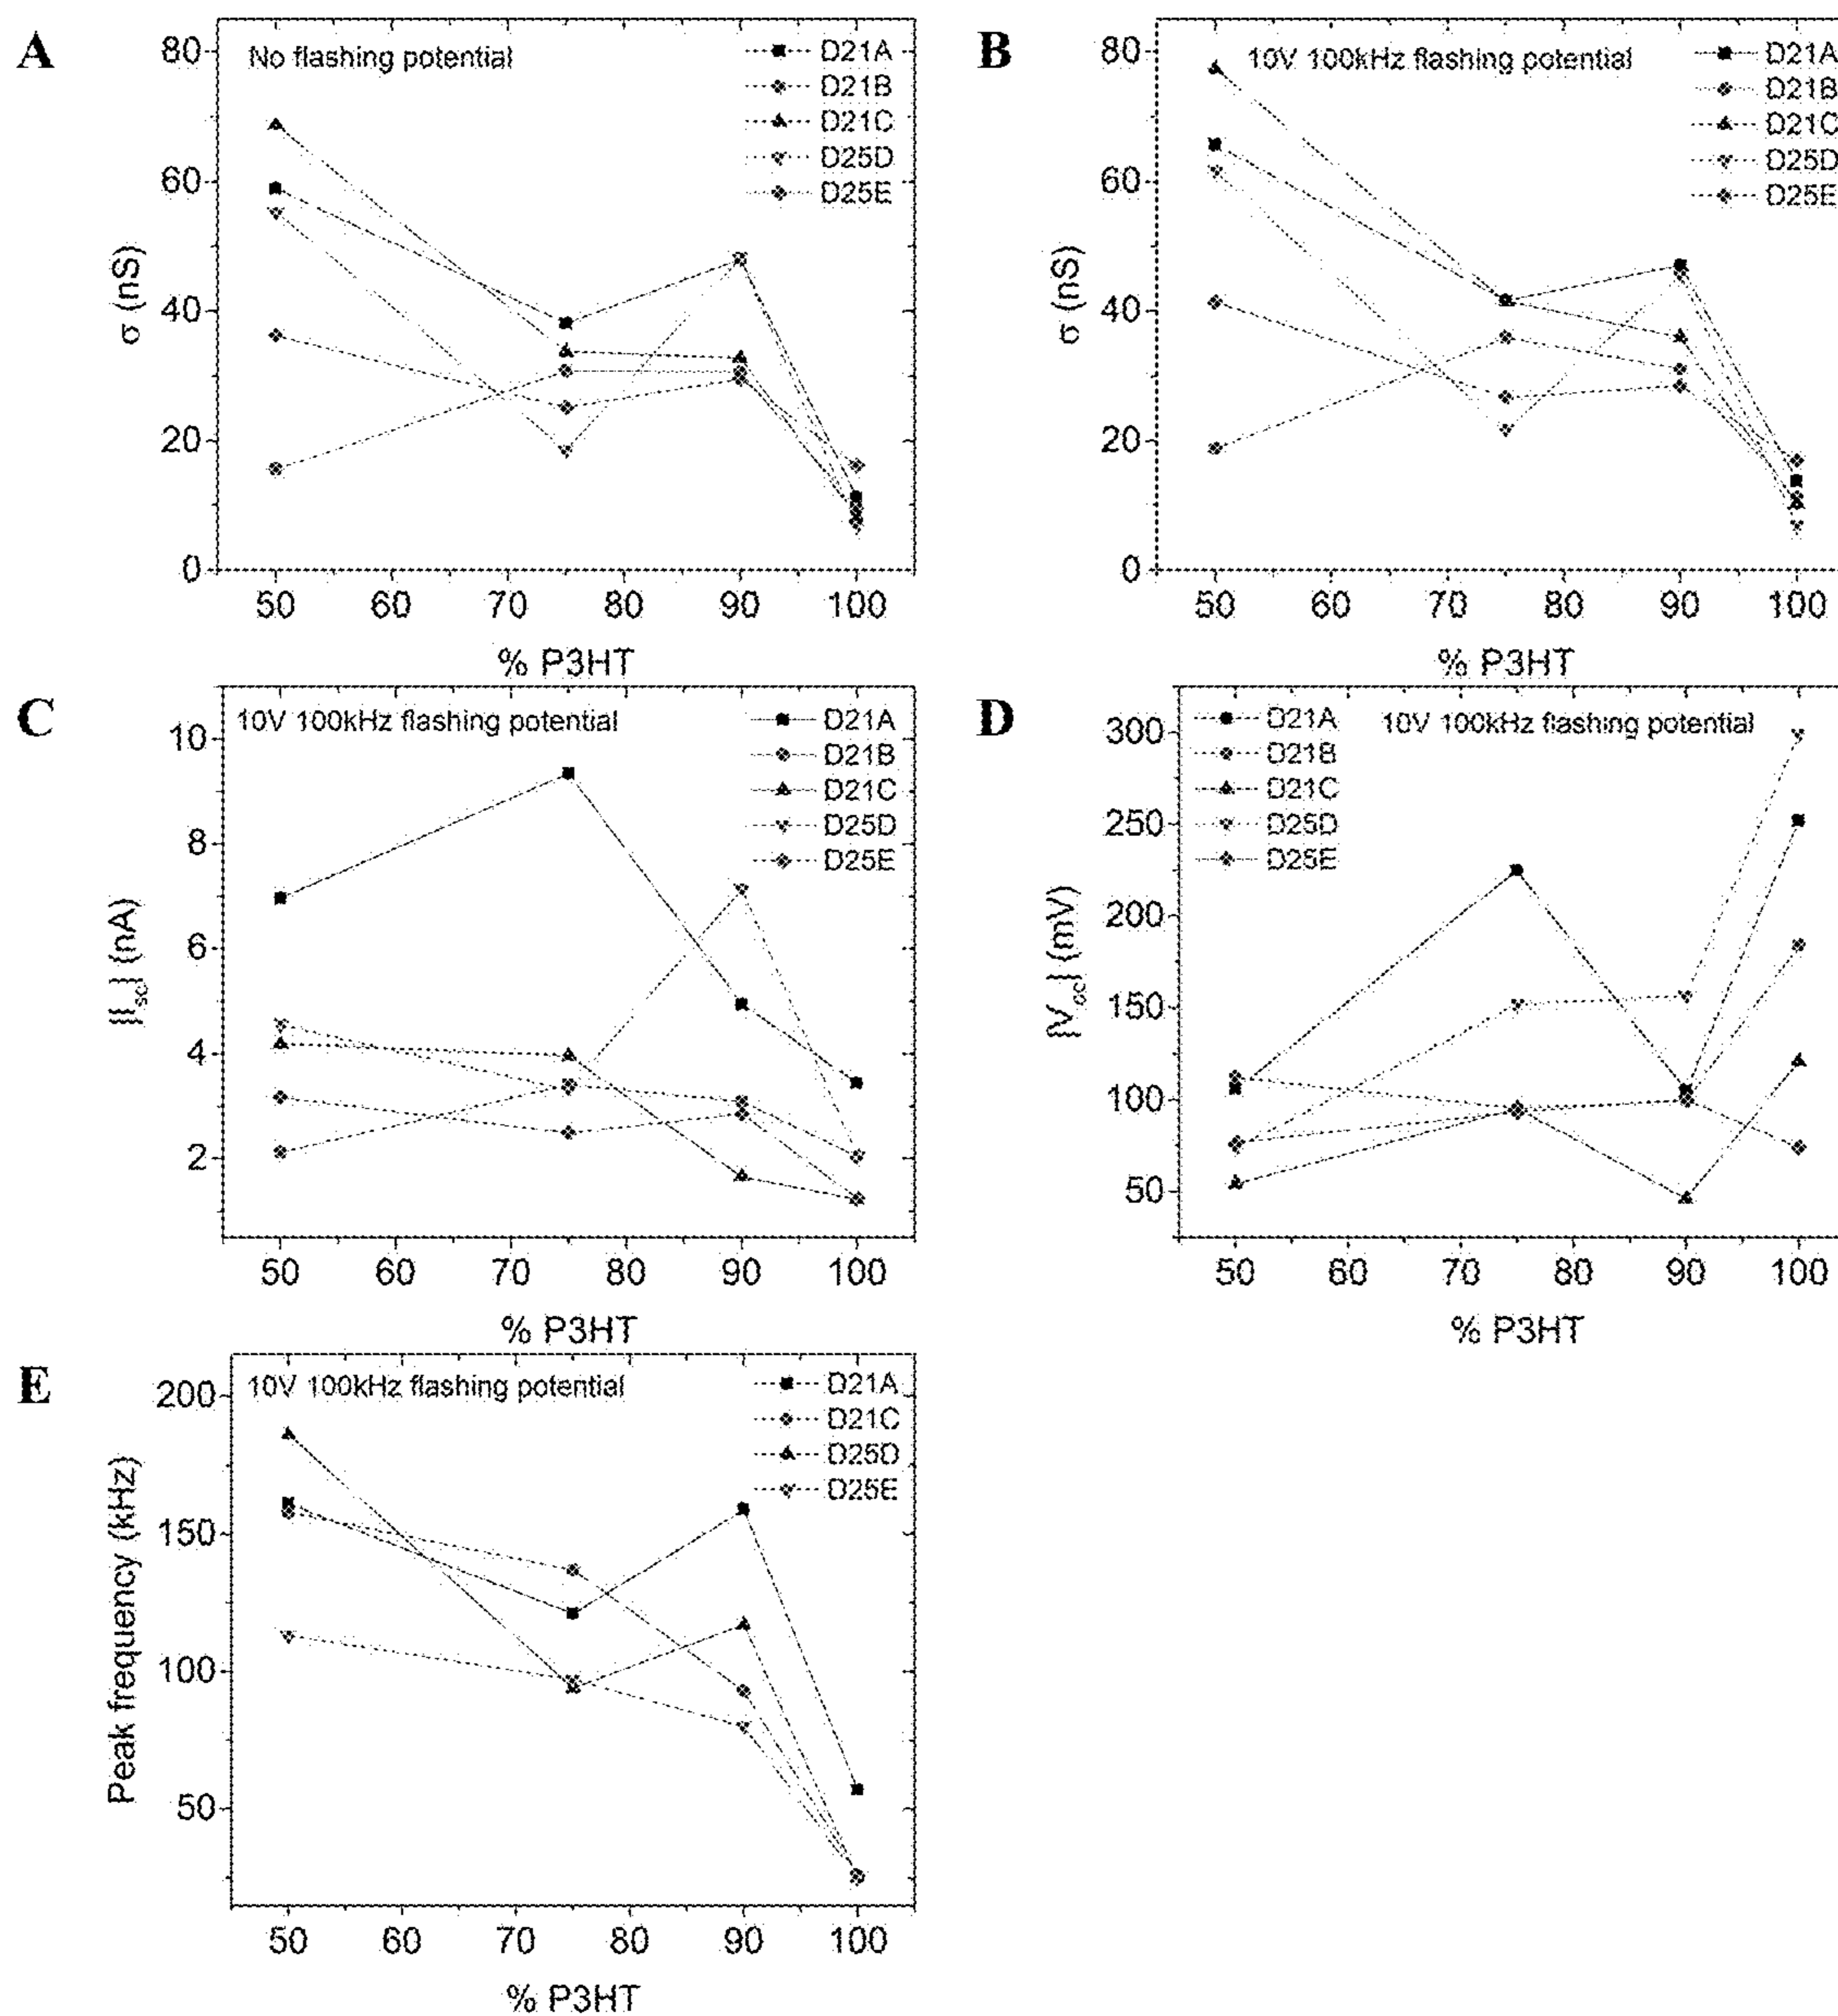 A
No flashing potential
D21A
D21B
D21C
D25D
D25E
80
60
40
20
0
σ (nS)
50 60 70 80 90 100
% P3HT
B
10V 100kHz flashing potential
D21A
D21B
D21C
D25D
D25E
80
60
40
20
0
σ (nS)
50 60 70 80 90 100
% P3HT
C
10V 100kHz flashing potential
D21A
D21B
D21C
D25D
D25E
10
8
6
4
2
|Isc| (nA)
50 60 70 80 90 100
% P3HT
D
10V 100kHz flashing potential
D21A
D21B
D21C
D25D
D25E
300
250
200
150
100
50
|Voc| (mV)
50 60 70 80 90 100
% P3HT
E
10V 100kHz flashing potential
D21A
D21C
D25D
D25E
200
150
100
50
Peak frequency (kHz)
50 60 70 80 90 100
% P3HT